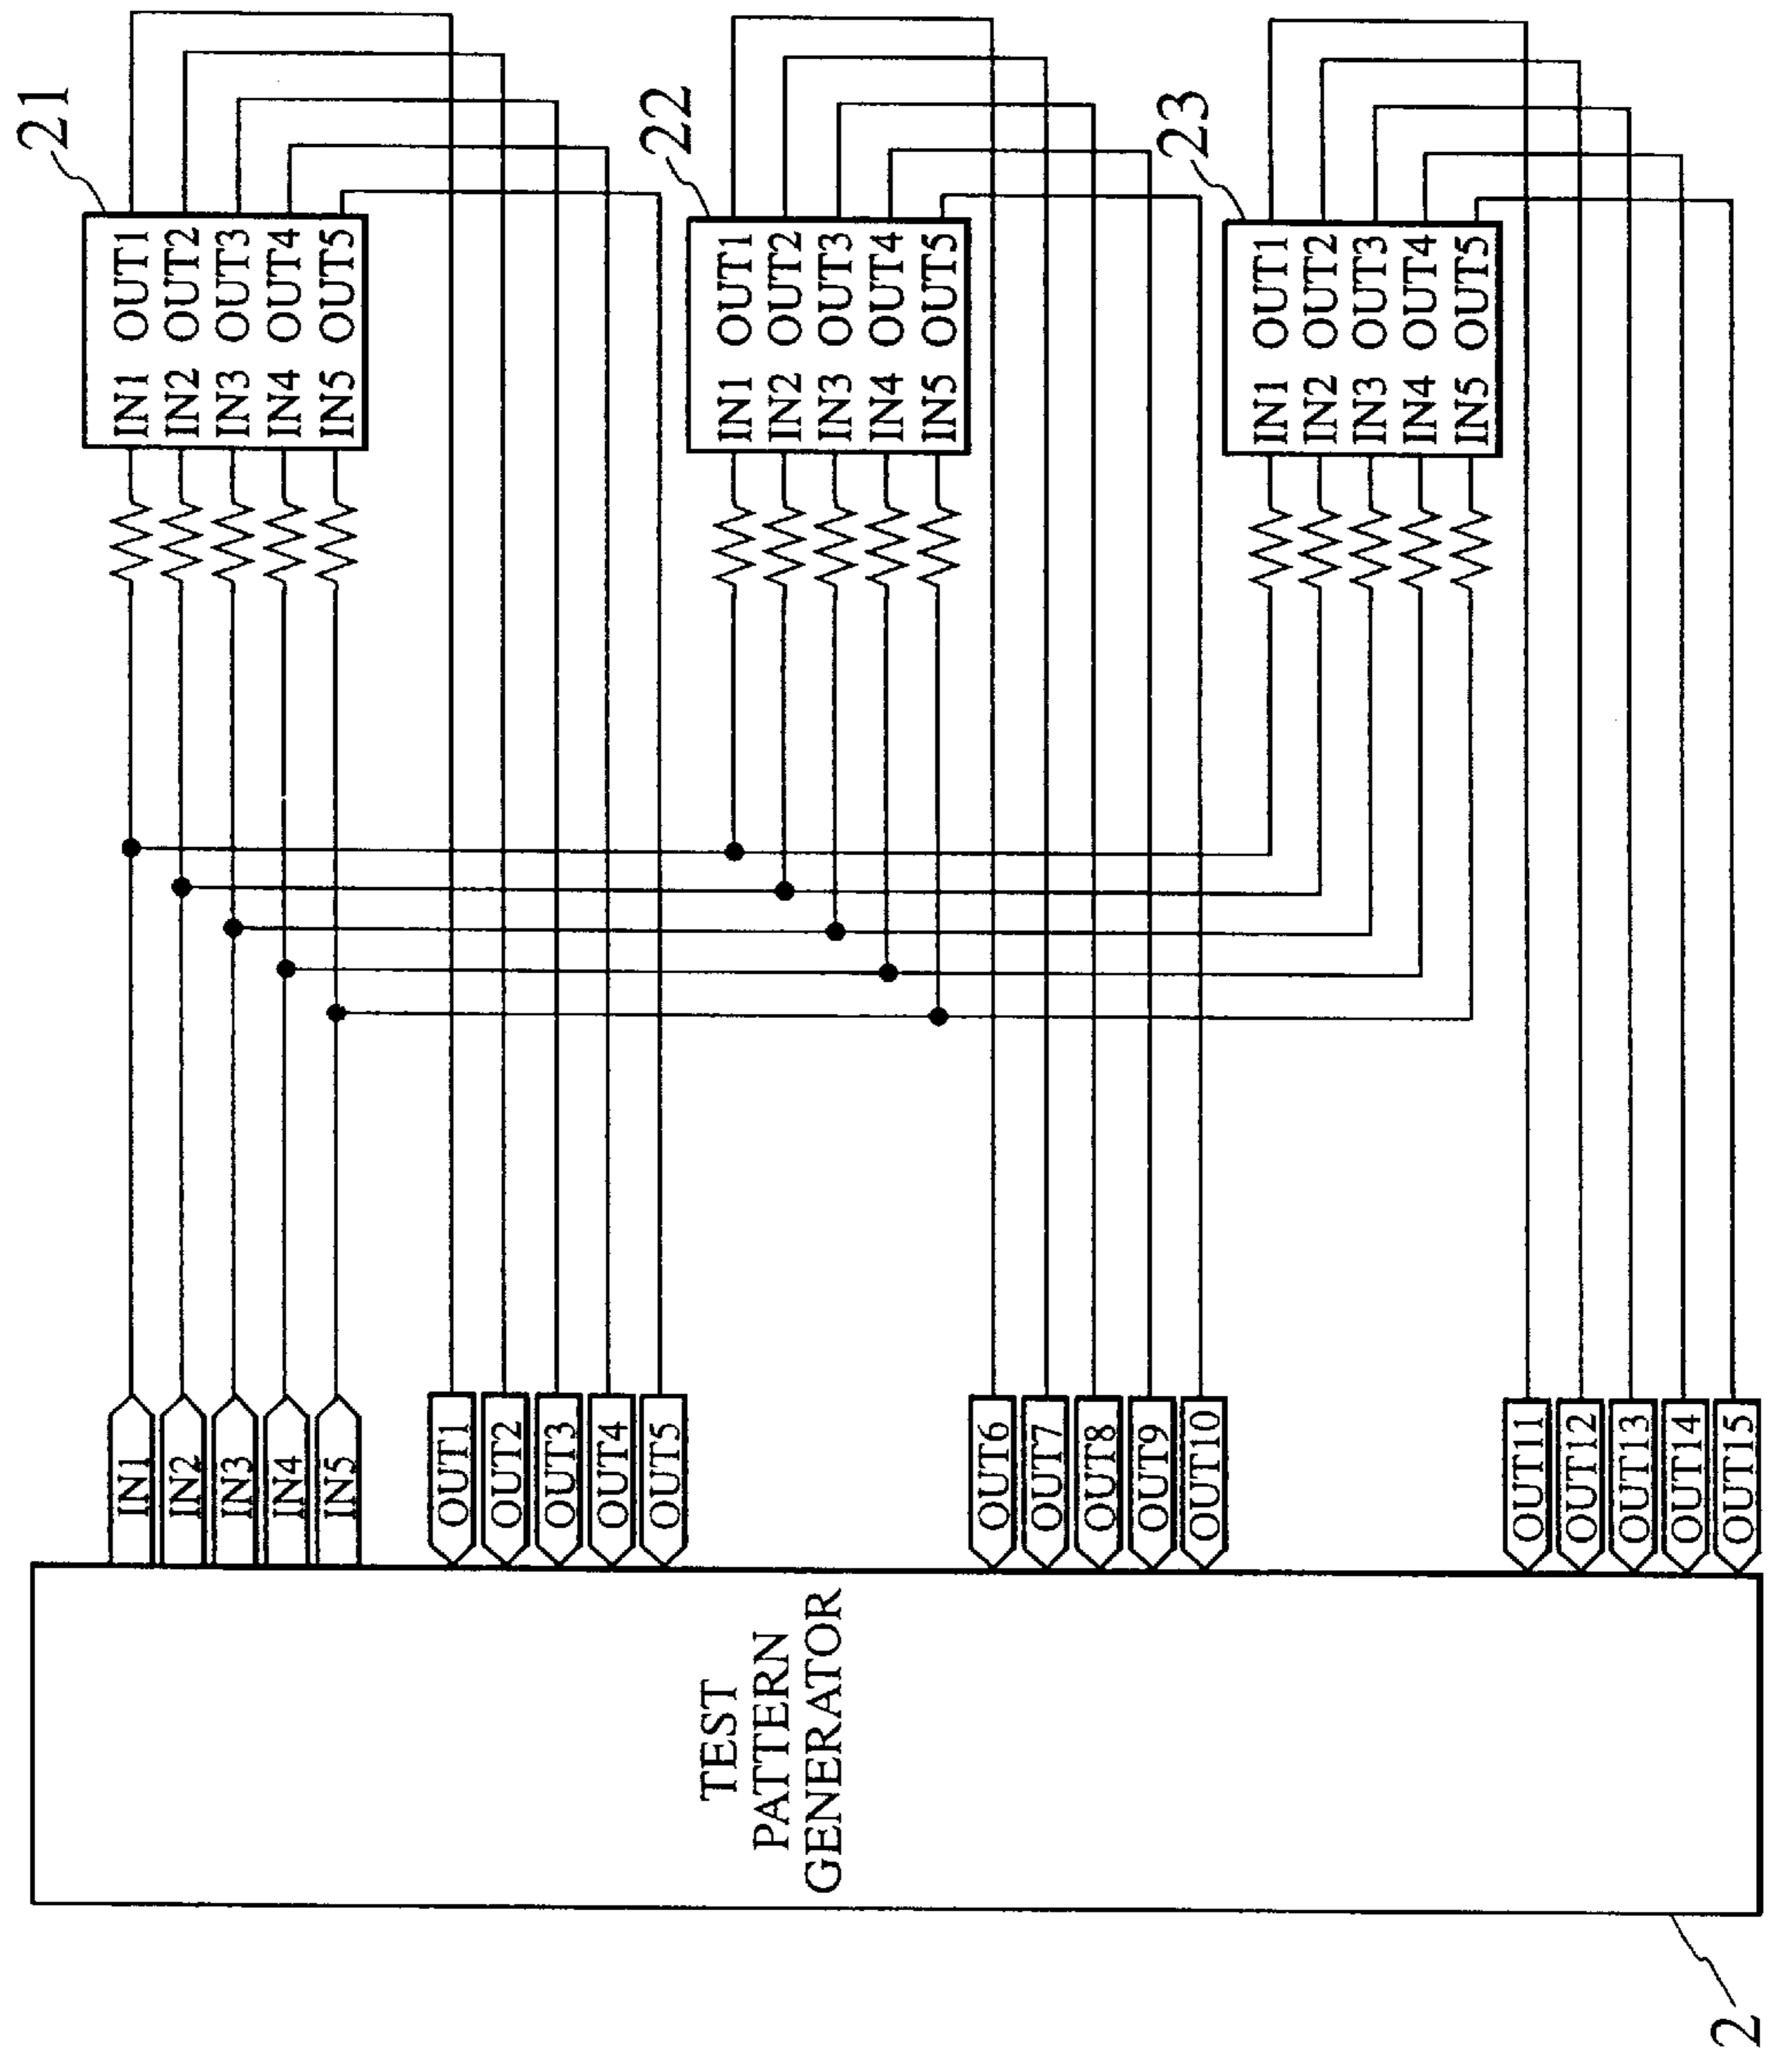 21
IN1 OUT1
IN2 OUT2
IN3 OUT3
IN4 OUT4
IN5 OUT5
22
IN1 OUT1
IN2 OUT2
IN3 OUT3
IN4 OUT4
IN5 OUT5
23
IN1 OUT1
IN2 OUT2
IN3 OUT3
IN4 OUT4
IN5 OUT5
IN1
IN2
IN3
IN4
IN5
OUT1
OUT2
OUT3
OUT4
OUT5
OUT6
OUT7
OUT8
OUT9
OUT10
OUT11
OUT12
OUT13
OUT14
OUT15
TEST
PATTERN
GENERATOR
2